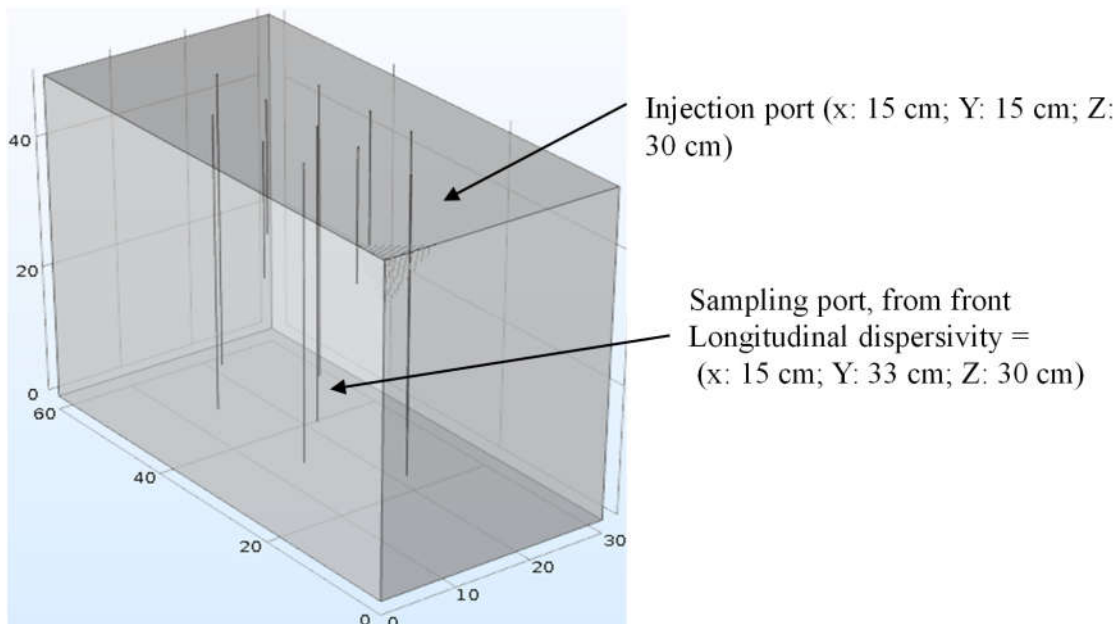 Injection port (x: 15 cm; Y: 15 cm; Z:
30 cm)
Sampling port, from front
Longitudinal dispersivity =
(x: 15 cm; Y: 33 cm; Z: 30 cm)
40
20
0
60
40
20
0
0
10
20
30